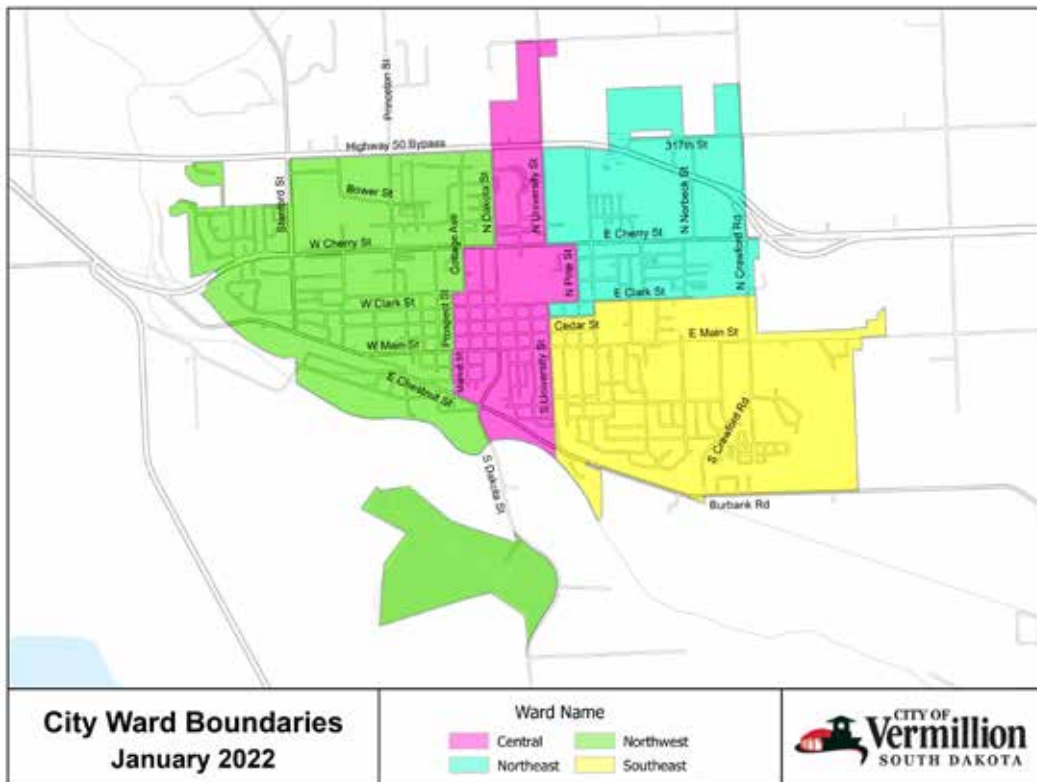 Princeton St
Highway 50 Bypass
317th St
Bower St
Stanford St
N Dakota St
N University St
N Norbeck St
W Cherry St
Cottage Ave
E Cherry St
N Crawford Rd
N Pine St
W Clark St
E Clark St
Prospect St
Cedar St
E Main St
W Main St
Market St
S University St
E Chestnut St
S Crawford Rd
S Dakota St
Burbank Rd
City Ward Boundaries
January 2022
Ward Name
Central
Northwest
Northeast
Southeast
CITY OF
Vermillion
SOUTH DAKOTA